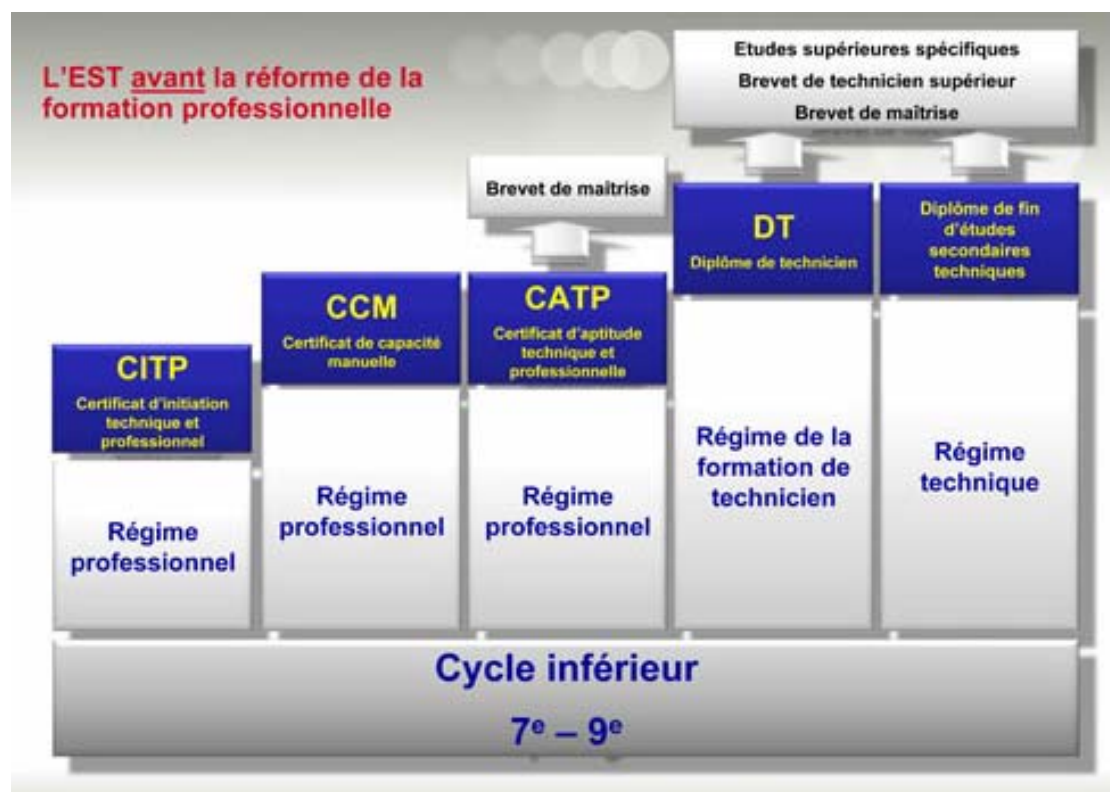 L'EST avant la réforme de la
formation professionnelle
Etudes supérieures spécifiques
Brevet de technicien supérieur
Brevet de maîtrise
Brevet de maîtrise
DT
Diplôme de technicien
Diplôme de fin
d'études
secondaires
techniques
CCM
Certificat de capacité
manuelle
CATP
Certificat d'aptitude
technique et
professionnelle
CITP
Certificat d'initiation
technique et
professionnel
Régime
professionnel
Régime
professionnel
Régime
professionnel
Régime de la
formation de
technicien
Régime
technique
Cycle inférieur
7e – 9e